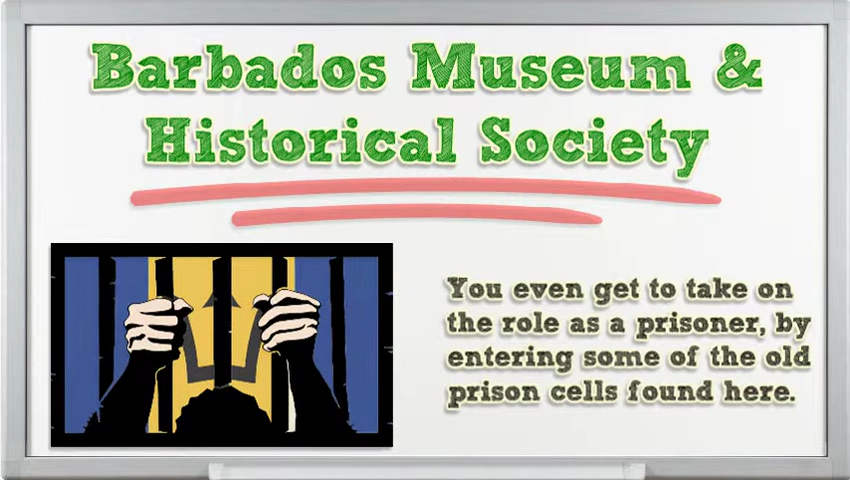 Barbados Museum &
Historical Society
You even get to take on
the role as a prisoner, by
entering some of the old
prison cells found here.